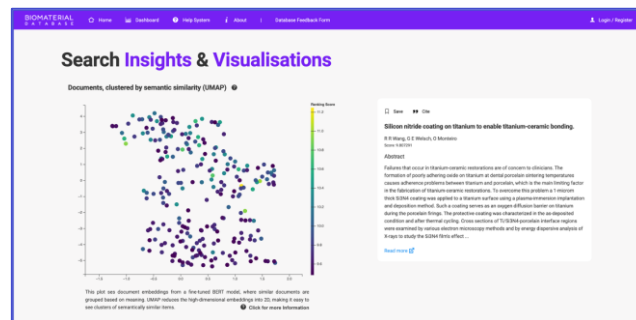 BIOMATERIAL
DATABASE
Home
Dashboard
Help System
About
Database Feedback Form
Login / Register
Search Insights & Visualisations
Documents, clustered by semantic similarity (UMAP)
Ranking Score
Save
Cite
Silicon nitride coating on titanium to enable titanium-ceramic bonding.
R R Wang, G E Welsch, O Monteiro
Abstract
Failures that occur in titanium-ceramic restorations are of concern to clinicians. The
formation of poorly adhering oxide on titanium at dental porcelain sintering temperatures
causes adherence problems between titanium and porcelain, which is the main limiting factor
in the fabrication of titanium-ceramic restorations. To overcome this problem a 1-micron
thick Si3N4 coating was applied to a titanium surface using a plasma-immersion implantation
and deposition method. Such a coating serves as an oxygen diffusion barrier on titanium
during the porcelain firings. The protective coating was characterized in the as-deposited
condition and after thermal cycling. Cross sections of Ti/Si3N4-porcelain interface regions
were examined by various electron microscopy methods and by energy dispersive analysis of
X-rays to study the Si3N4 film's effect ...
Read more
This plot ses document embeddings from a fine-tuned BERT model, where similar documents are
grouped based on meaning. UMAP reduces the high-dimensional embeddings into 2D, making it easy to
see clusters of semantically similar items.
Click for more information